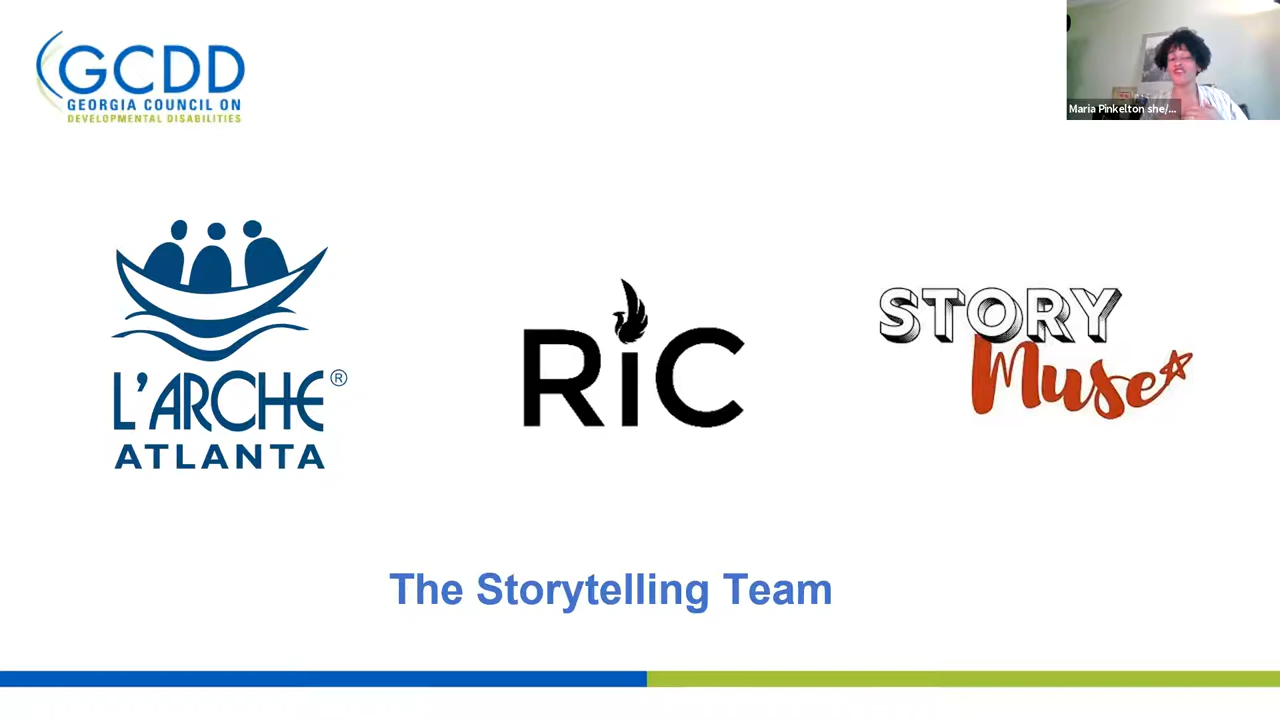 GCDD
GEORGIA COUNCIL ON
DEVELOPMENTAL DISABILITIES
Maria Pinkelton she/...
L'ARCHE®
ATLANTA
RiC
STORY
Muse
The Storytelling Team